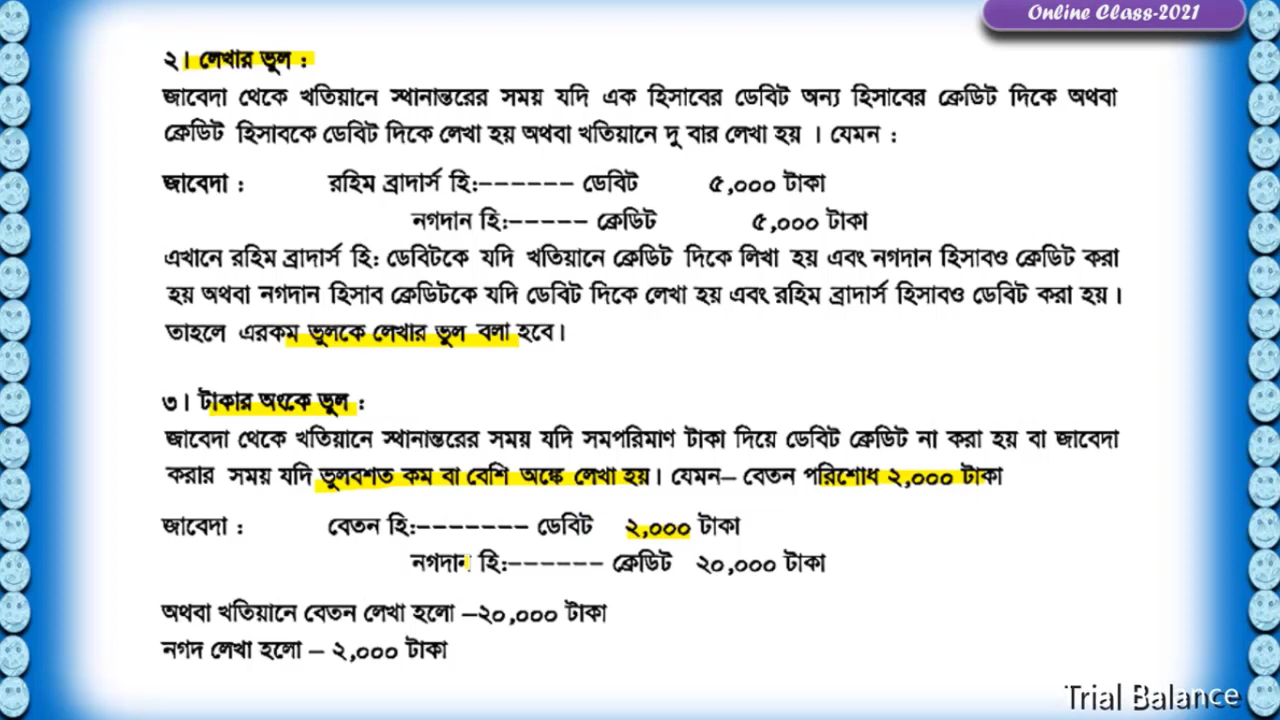 Online Class-2021
২। লেখার ভুল :
জাবেদা থেকে খতিয়ানে স্থানান্তরের সময় যদি এক হিসাবের ডেবিট অন্য হিসাবের ক্রেডিট দিকে অথবা
ক্রেডিট হিসাবকে ডেবিট দিকে লেখা হয় অথবা খতিয়ানে দু বার লেখা হয় । যেমন :
জাবেদা : রহিম ব্রাদার্স হি:------ ডেবিট ৫,০০০ টাকা
নগদান হি:----- ক্রেডিট ৫,০০০ টাকা
এখানে রহিম ব্রাদার্স হি: ডেবিটকে যদি খতিয়ানে ক্রেডিট দিকে লিখা হয় এবং নগদান হিসাবও ক্রেডিট করা
হয় অথবা নগদান হিসাব ক্রেডিটকে যদি ডেবিট দিকে লেখা হয় এবং রহিম ব্রাদার্স হিসাবও ডেবিট করা হয়।
তাহলে এরকম ভুলকে লেখার ভুল বলা হবে।
৩। টাকার অংকে ভুল :
জাবেদা থেকে খতিয়ানে স্থানান্তরের সময় যদি সমপরিমাণ টাকা দিয়ে ডেবিট ক্রেডিট না করা হয় বা জাবেদা
করার সময় যদি ভুলবশত কম বা বেশি অঙ্কে লেখা হয়। যেমন– বেতন পরিশোধ ২,০০০ টাকা
জাবেদা : বেতন হি:------- ডেবিট ২,০০০ টাকা
নগদান হি:------ ক্রেডিট ২০,০০০ টাকা
অথবা খতিয়ানে বেতন লেখা হলো –২০,০০০ টাকা
নগদ লেখা হলো – ২,০০০ টাকা
Trial Balance